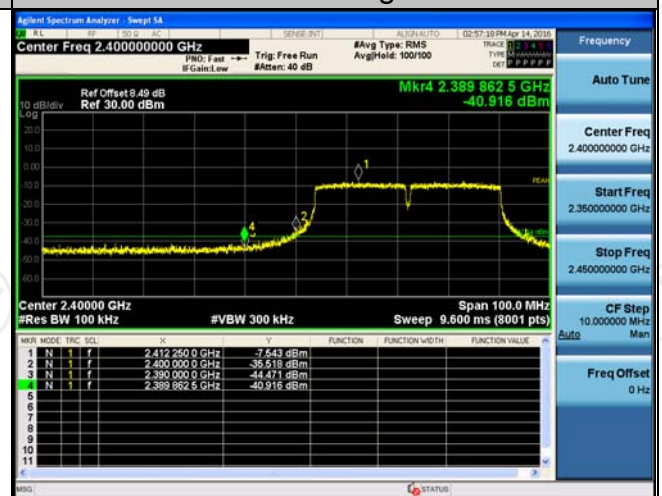 Agilent Spectrum Analyzer - Swept SA
RL RF 50 Ω AC SENSE:INT ALIGN AUTO 02:57:18 PM Apr 14, 2016
Center Freq 2.400000000 GHz
PNO: Fast
IFGain:Low
Trig: Free Run
#Atten: 40 dB
#Avg Type: RMS
Avg|Hold: 100/100
TRACE 1 2 3 4 5 6
TYPE
DET P P P P P P
Ref Offset 8.49 dB
10 dB/div Ref 30.00 dBm
Log
Mkr4 2.389 862 5 GHz
-40.916 dBm
20.0
10.0
0.00
-10.0
-20.0
-30.0
-40.0
-50.0
-60.0
1
2
4
PEAK
Center 2.40000 GHz Span 100.0 MHz
#Res BW 100 kHz #VBW 300 kHz Sweep 9.600 ms (8001 pts)
MKR MODE TRC SCL X Y FUNCTION FUNCTION WIDTH FUNCTION VALUE
1 N 1 f 2.412 250 0 GHz -7.543 dBm
2 N 1 f 2.400 000 0 GHz -35.518 dBm
3 N 1 f 2.390 000 0 GHz -44.471 dBm
4 N 1 f 2.389 862 5 GHz -40.916 dBm
5
6
7
8
9
10
11
MSG STATUS
Frequency
Auto Tune
Center Freq
2.400000000 GHz
Start Freq
2.350000000 GHz
Stop Freq
2.450000000 GHz
CF Step
10.000000 MHz
Auto Man
Freq Offset
0 Hz